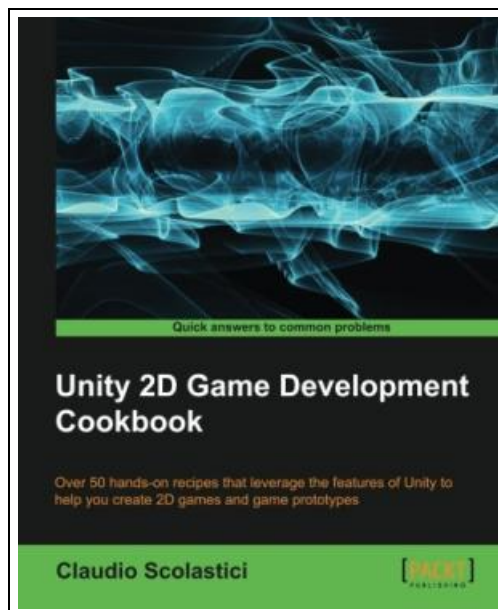 Quick answers to common problems
Unity 2D Game Development
Cookbook
Over 50 hands-on recipes that leverage the features of Unity to
help you create 2D games and game prototypes
Claudio Scolastici
[PACKT]
PUBLISHING